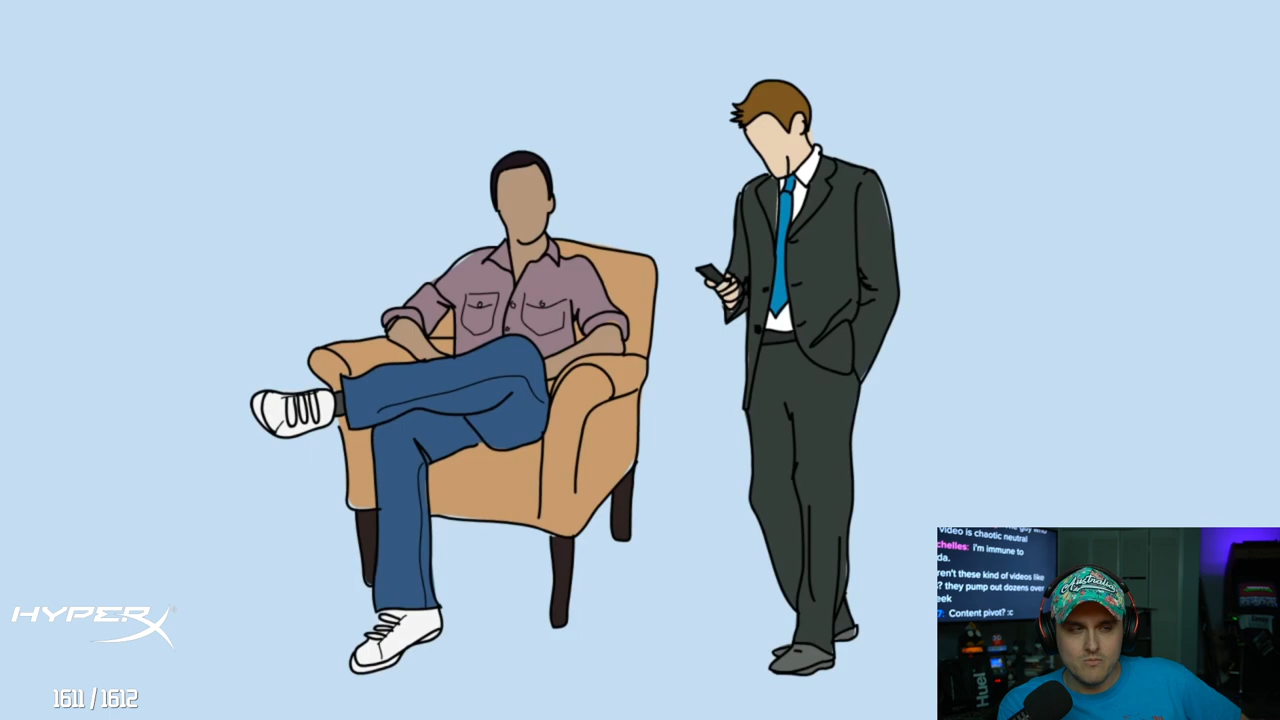 video is chaotic neutral
chelles: I'm immune to
da.
ren't these kind of videos like
? they pump out dozens over
eek
7: Content pivot? :c
Australia
Huel
HYPERX
1611 / 1612